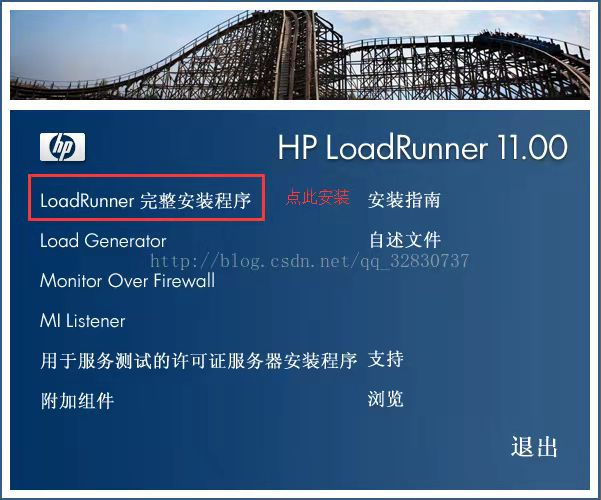 hp
HP LoadRunner 11.00
LoadRunner 完整安装程序 点此安装 安装指南
Load Generator 自述文件
http://blog.csdn.net/qq_32830737
Monitor Over Firewall
MI Listener
用于服务测试的许可证服务器安装程序 支持
附加组件 浏览
退出